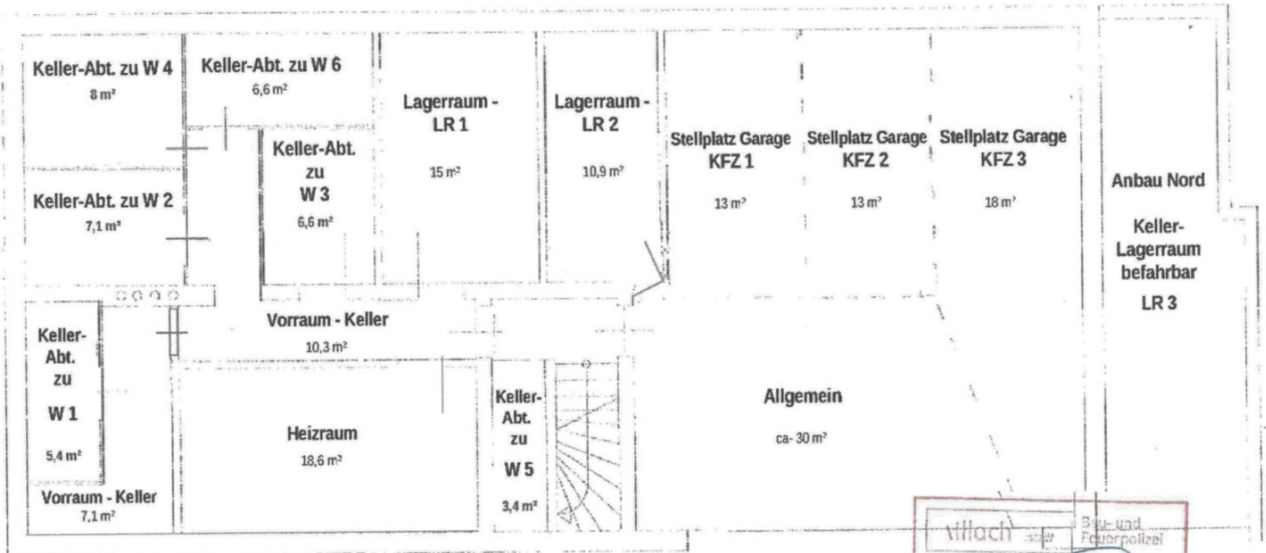 Keller-Abt. zu W 4
8 m²
Keller-Abt. zu W 6
6,6 m²
Lagerraum -
LR 1
15 m²
Lagerraum -
LR 2
10,9 m²
Keller-Abt.
zu
W 3
6,6 m²
Keller-Abt. zu W 2
7,1 m²
Stellplatz Garage
KFZ 1
13 m²
Stellplatz Garage
KFZ 2
13 m²
Stellplatz Garage
KFZ 3
18 m²
Anbau Nord
Keller-
Lagerraum
befahrbar
LR 3
Vorraum - Keller
10,3 m²
Keller-
Abt.
zu
W 1
5,4 m²
Vorraum - Keller
7,1 m²
Heizraum
18,6 m²
Keller-
Abt.
zu
W 5
3,4 m²
Allgemein
ca- 30 m²
villach
stadt
Bau- und
Feuerpolizei